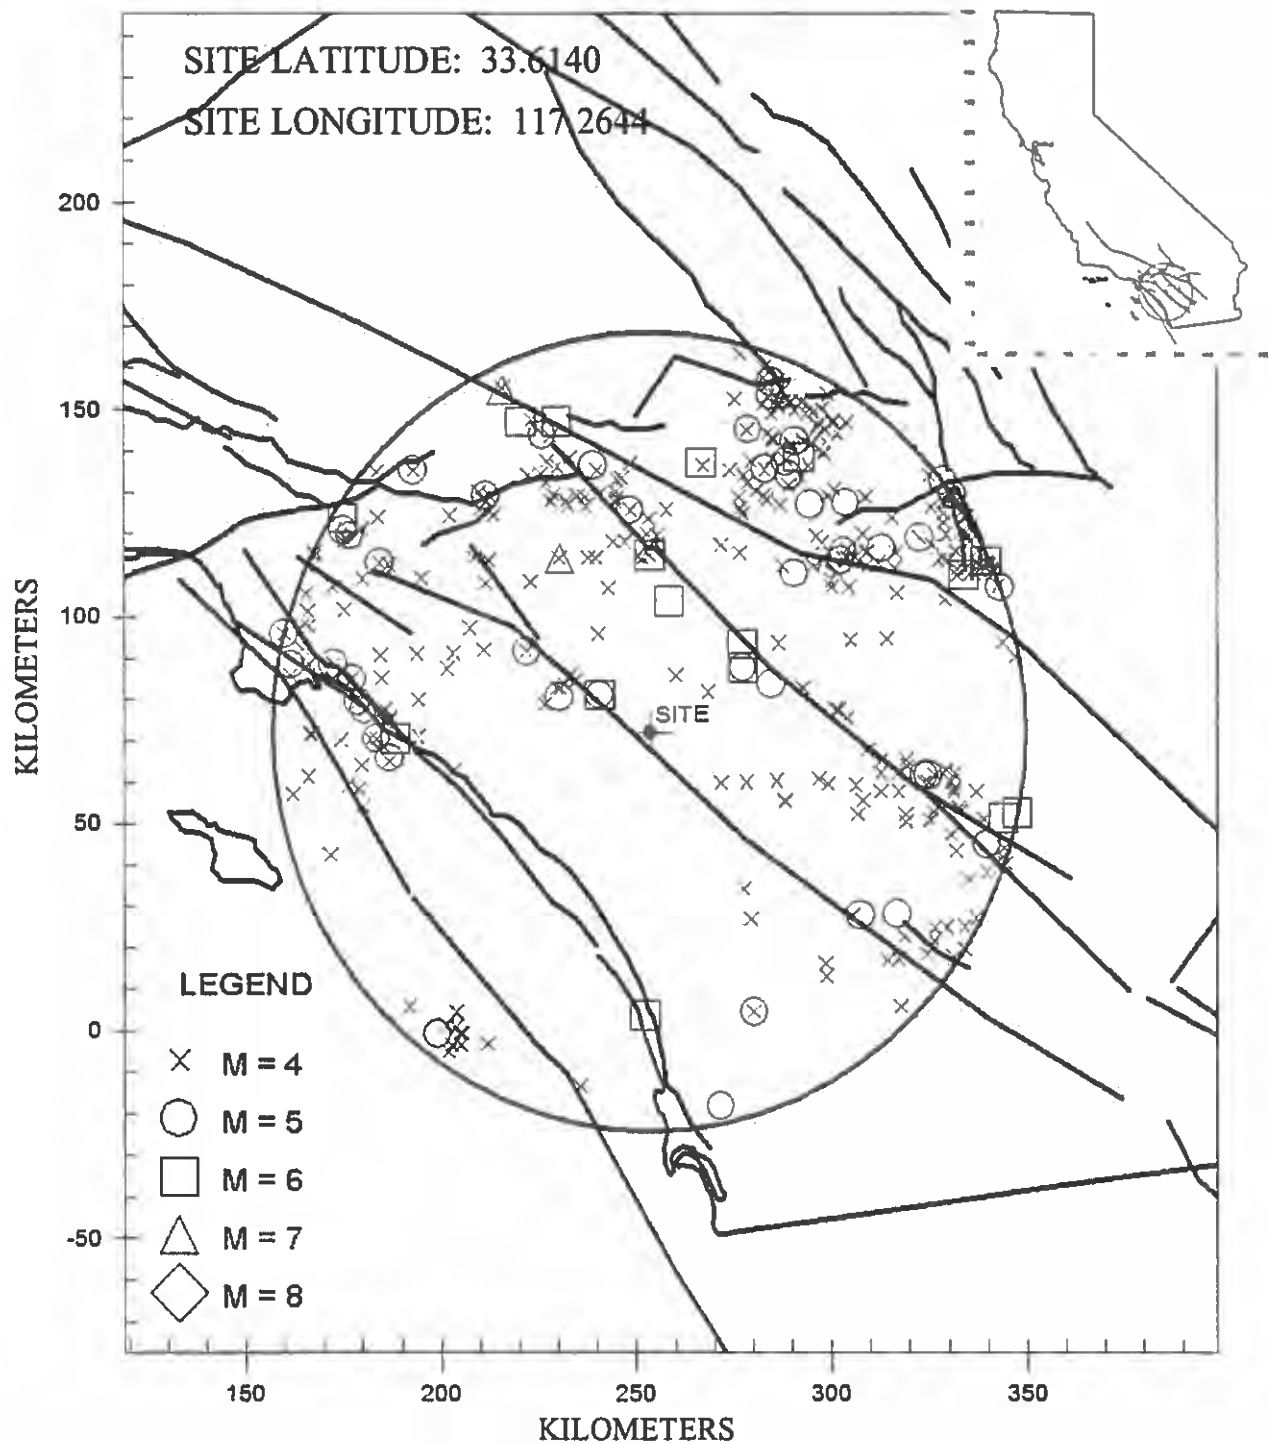 SITE LATITUDE: 33.6140
SITE LONGITUDE: 117.2644
200
150
100
50
0
-50
KILOMETERS
SITE
LEGEND
M = 4
M = 5
M = 6
M = 7
M = 8
150
200
250
300
350
KILOMETERS